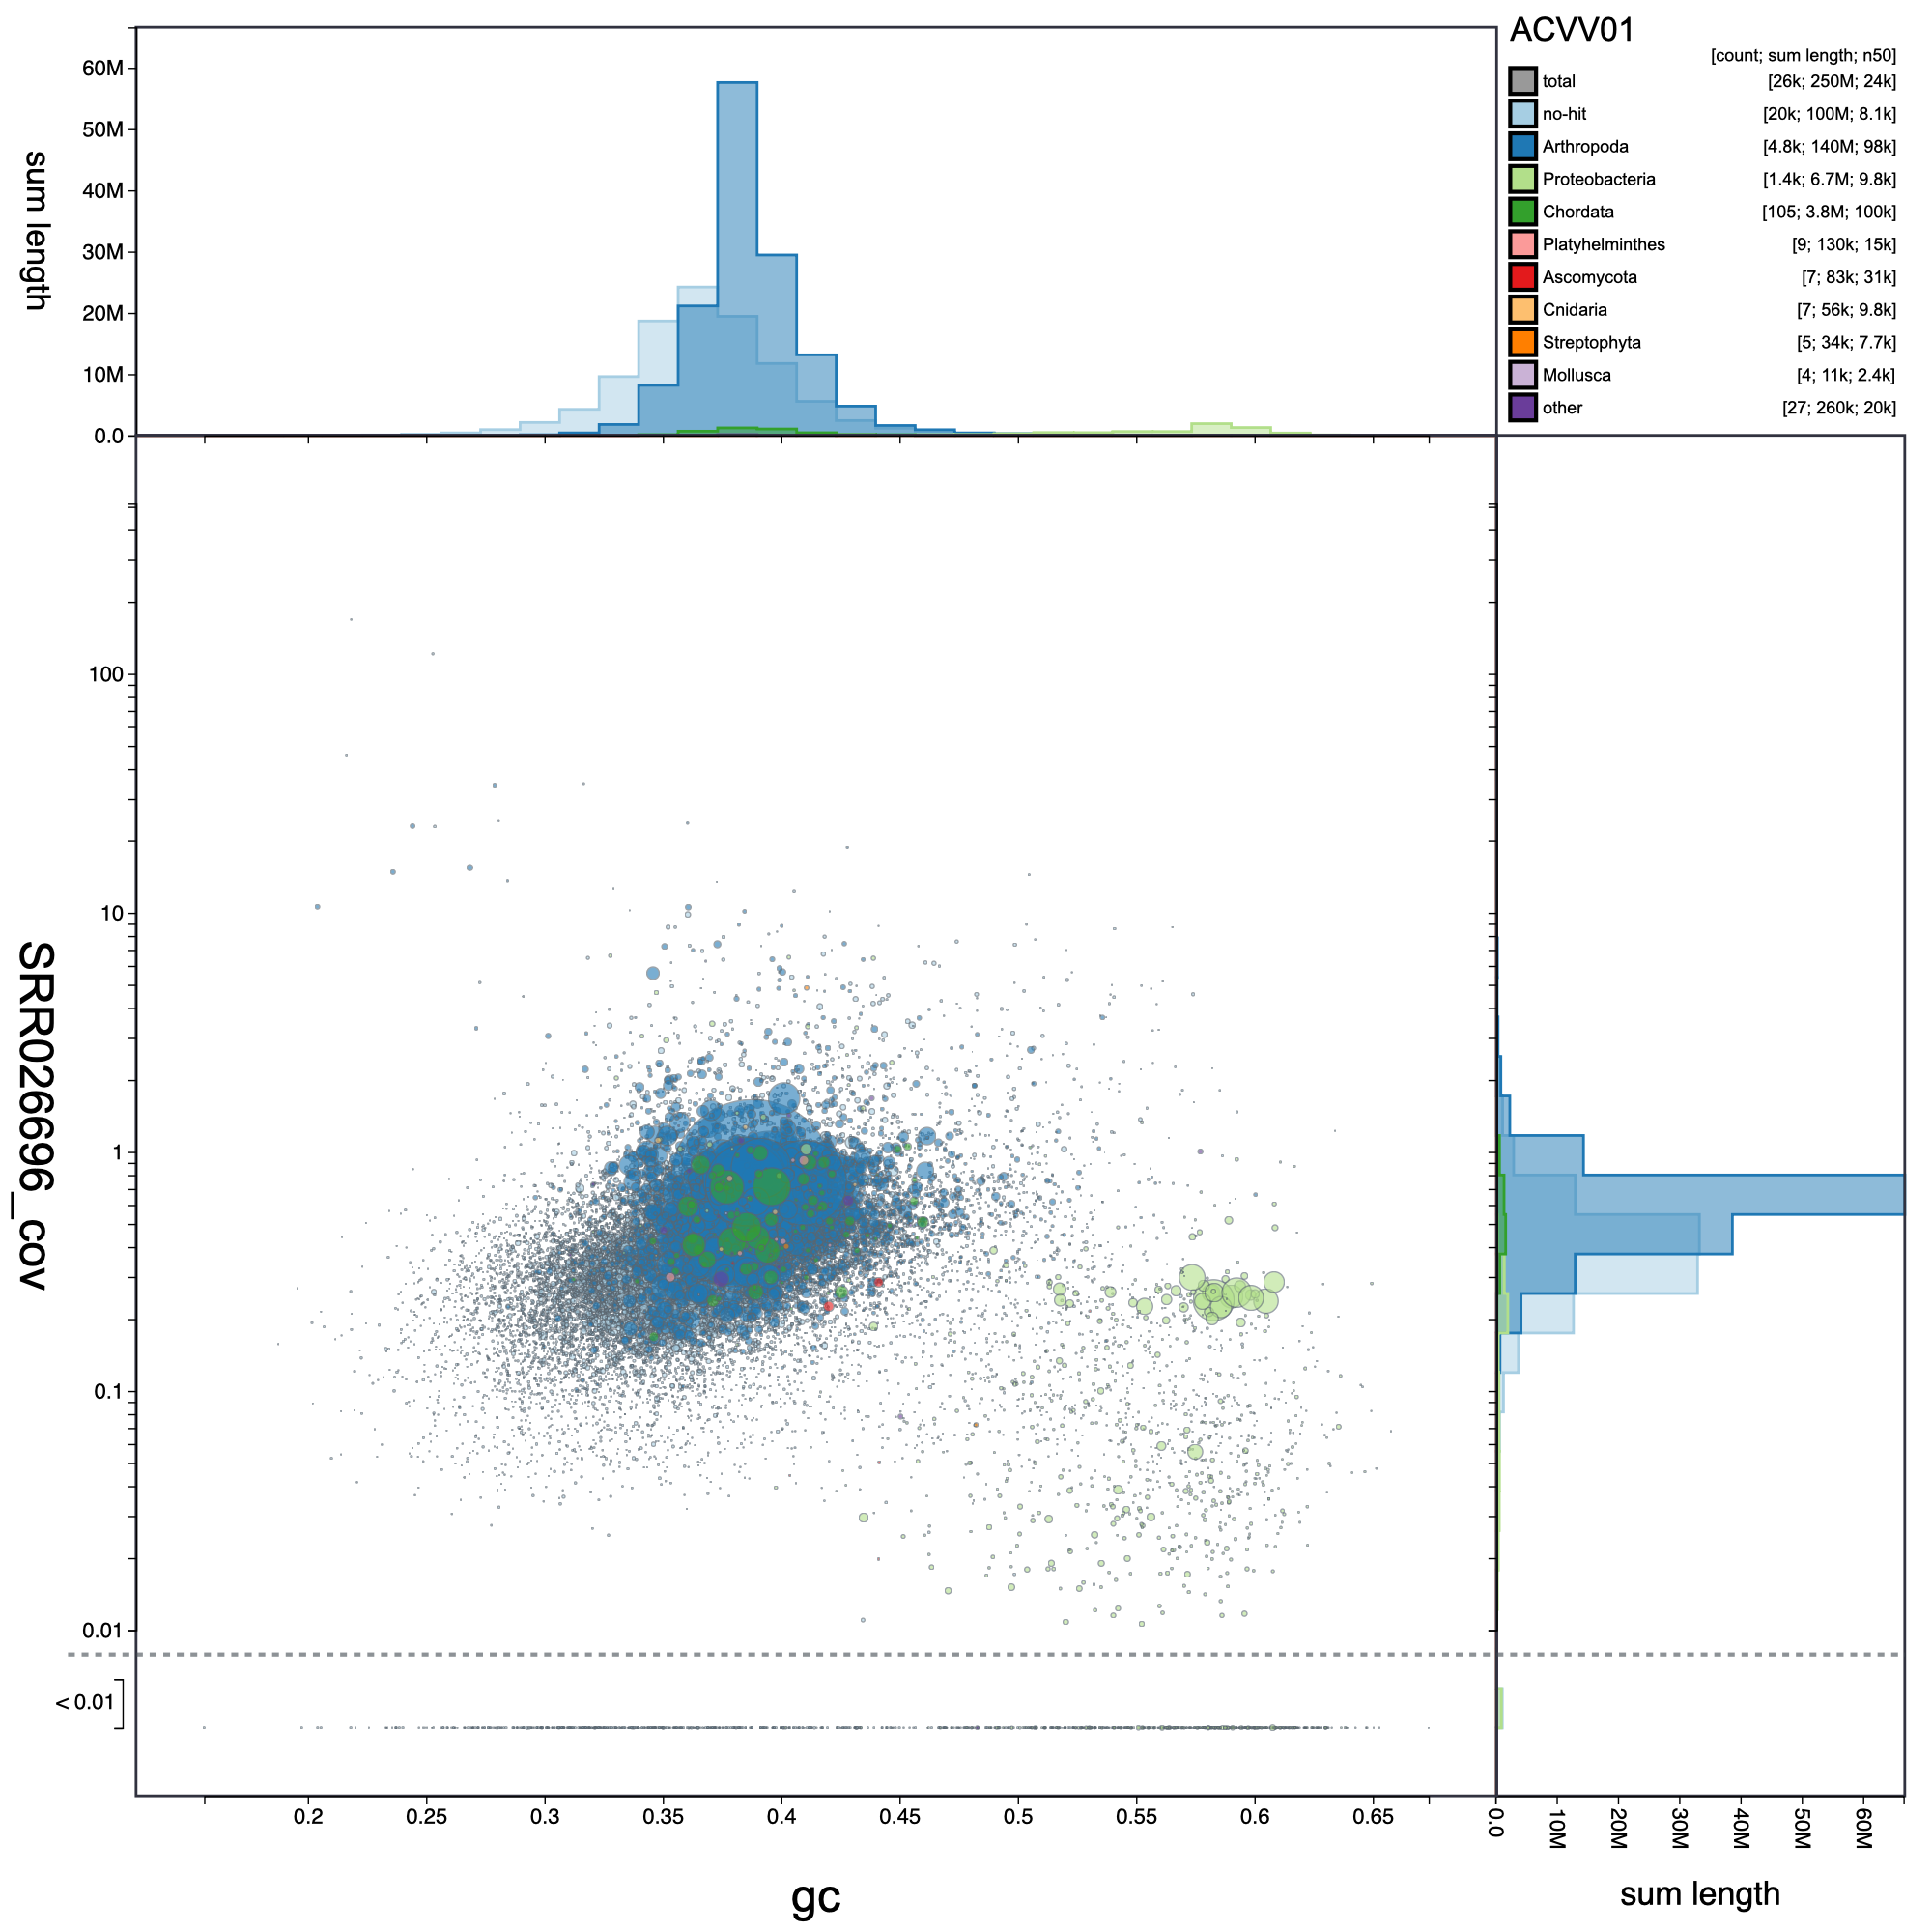 ACVV01
[count; sum length; n50]
total [26k; 250M; 24k]
no-hit [20k; 100M; 8.1k]
Arthropoda [4.8k; 140M; 98k]
Proteobacteria [1.4k; 6.7M; 9.8k]
Chordata [105; 3.8M; 100k]
Platyhelminthes [9; 130k; 15k]
Ascomycota [7; 83k; 31k]
Cnidaria [7; 56k; 9.8k]
Streptophyta [5; 34k; 7.7k]
Mollusca [4; 11k; 2.4k]
other [27; 260k; 20k]
sum length
60M
50M
40M
30M
20M
10M
0.0
SRR026696_cov
100
10
1
0.1
0.01
< 0.01
0.2 0.25 0.3 0.35 0.4 0.45 0.5 0.55 0.6 0.65
gc
0.0 10M 20M 30M 40M 50M 60M
sum length